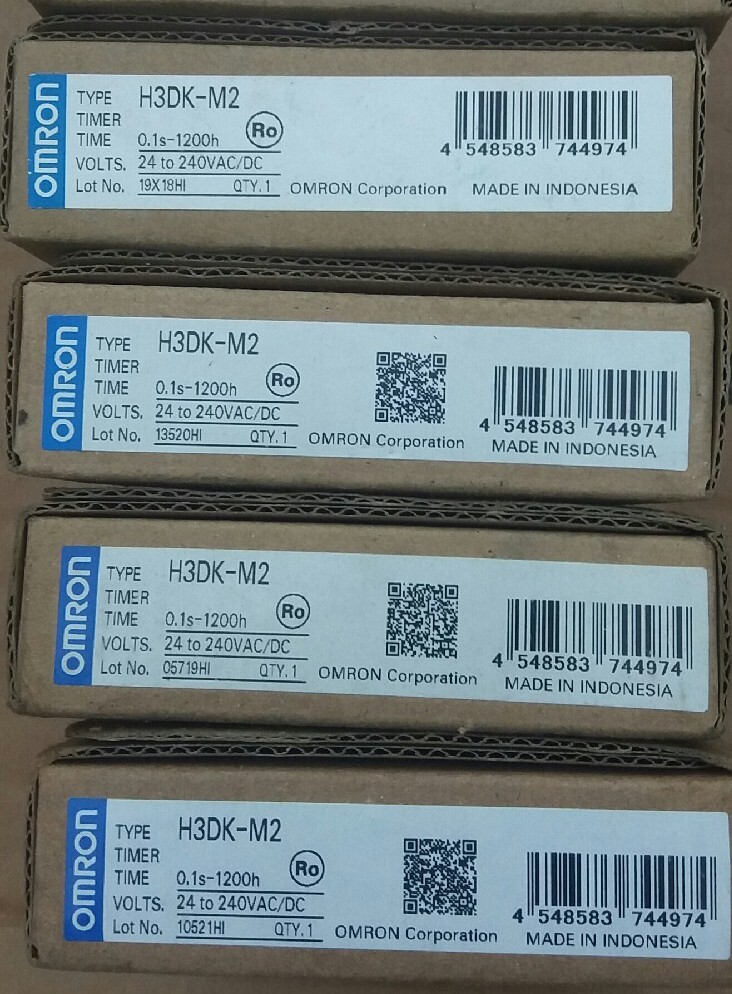 OMRON
TYPE H3DK-M2
TIMER
TIME 0.1s-1200h Ro
VOLTS. 24 to 240VAC/DC
Lot No. 19X18HI QTY. 1 OMRON Corporation MADE IN INDONESIA
4 548583 744974
OMRON
TYPE H3DK-M2
TIMER
TIME 0.1s-1200h Ro
VOLTS. 24 to 240VAC/DC
Lot No. 13520HI QTY. 1 OMRON Corporation
4 548583 744974
MADE IN INDONESIA
OMRON
TYPE H3DK-M2
TIMER
TIME 0.1s-1200h Ro
VOLTS. 24 to 240VAC/DC
Lot No. 05719HI QTY. 1 OMRON Corporation
4 548583 744974
MADE IN INDONESIA
OMRON
TYPE H3DK-M2
TIMER
TIME 0.1s-1200h Ro
VOLTS. 24 to 240VAC/DC
Lot No. 10521HI QTY. 1 OMRON Corporation
4 548583 744974
MADE IN INDONESIA